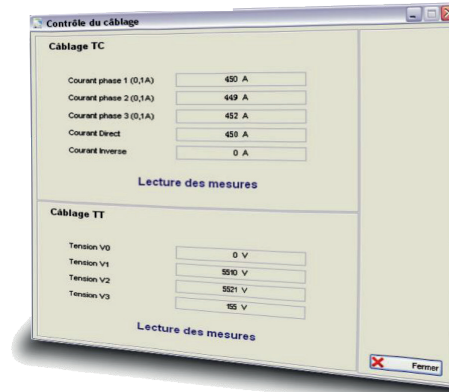 Contrôle du câblage
Câblage TC
Courant phase 1 (0,1A) 450 A
Courant phase 2 (0,1A) 449 A
Courant phase 3 (0,1A) 452 A
Courant Direct 450 A
Courant Inverse 0 A
Lecture des mesures
Câblage TT
Tension V0 0 V
Tension V1 5510 V
Tension V2 5521 V
Tension V3 155 V
Lecture des mesures
Fermer